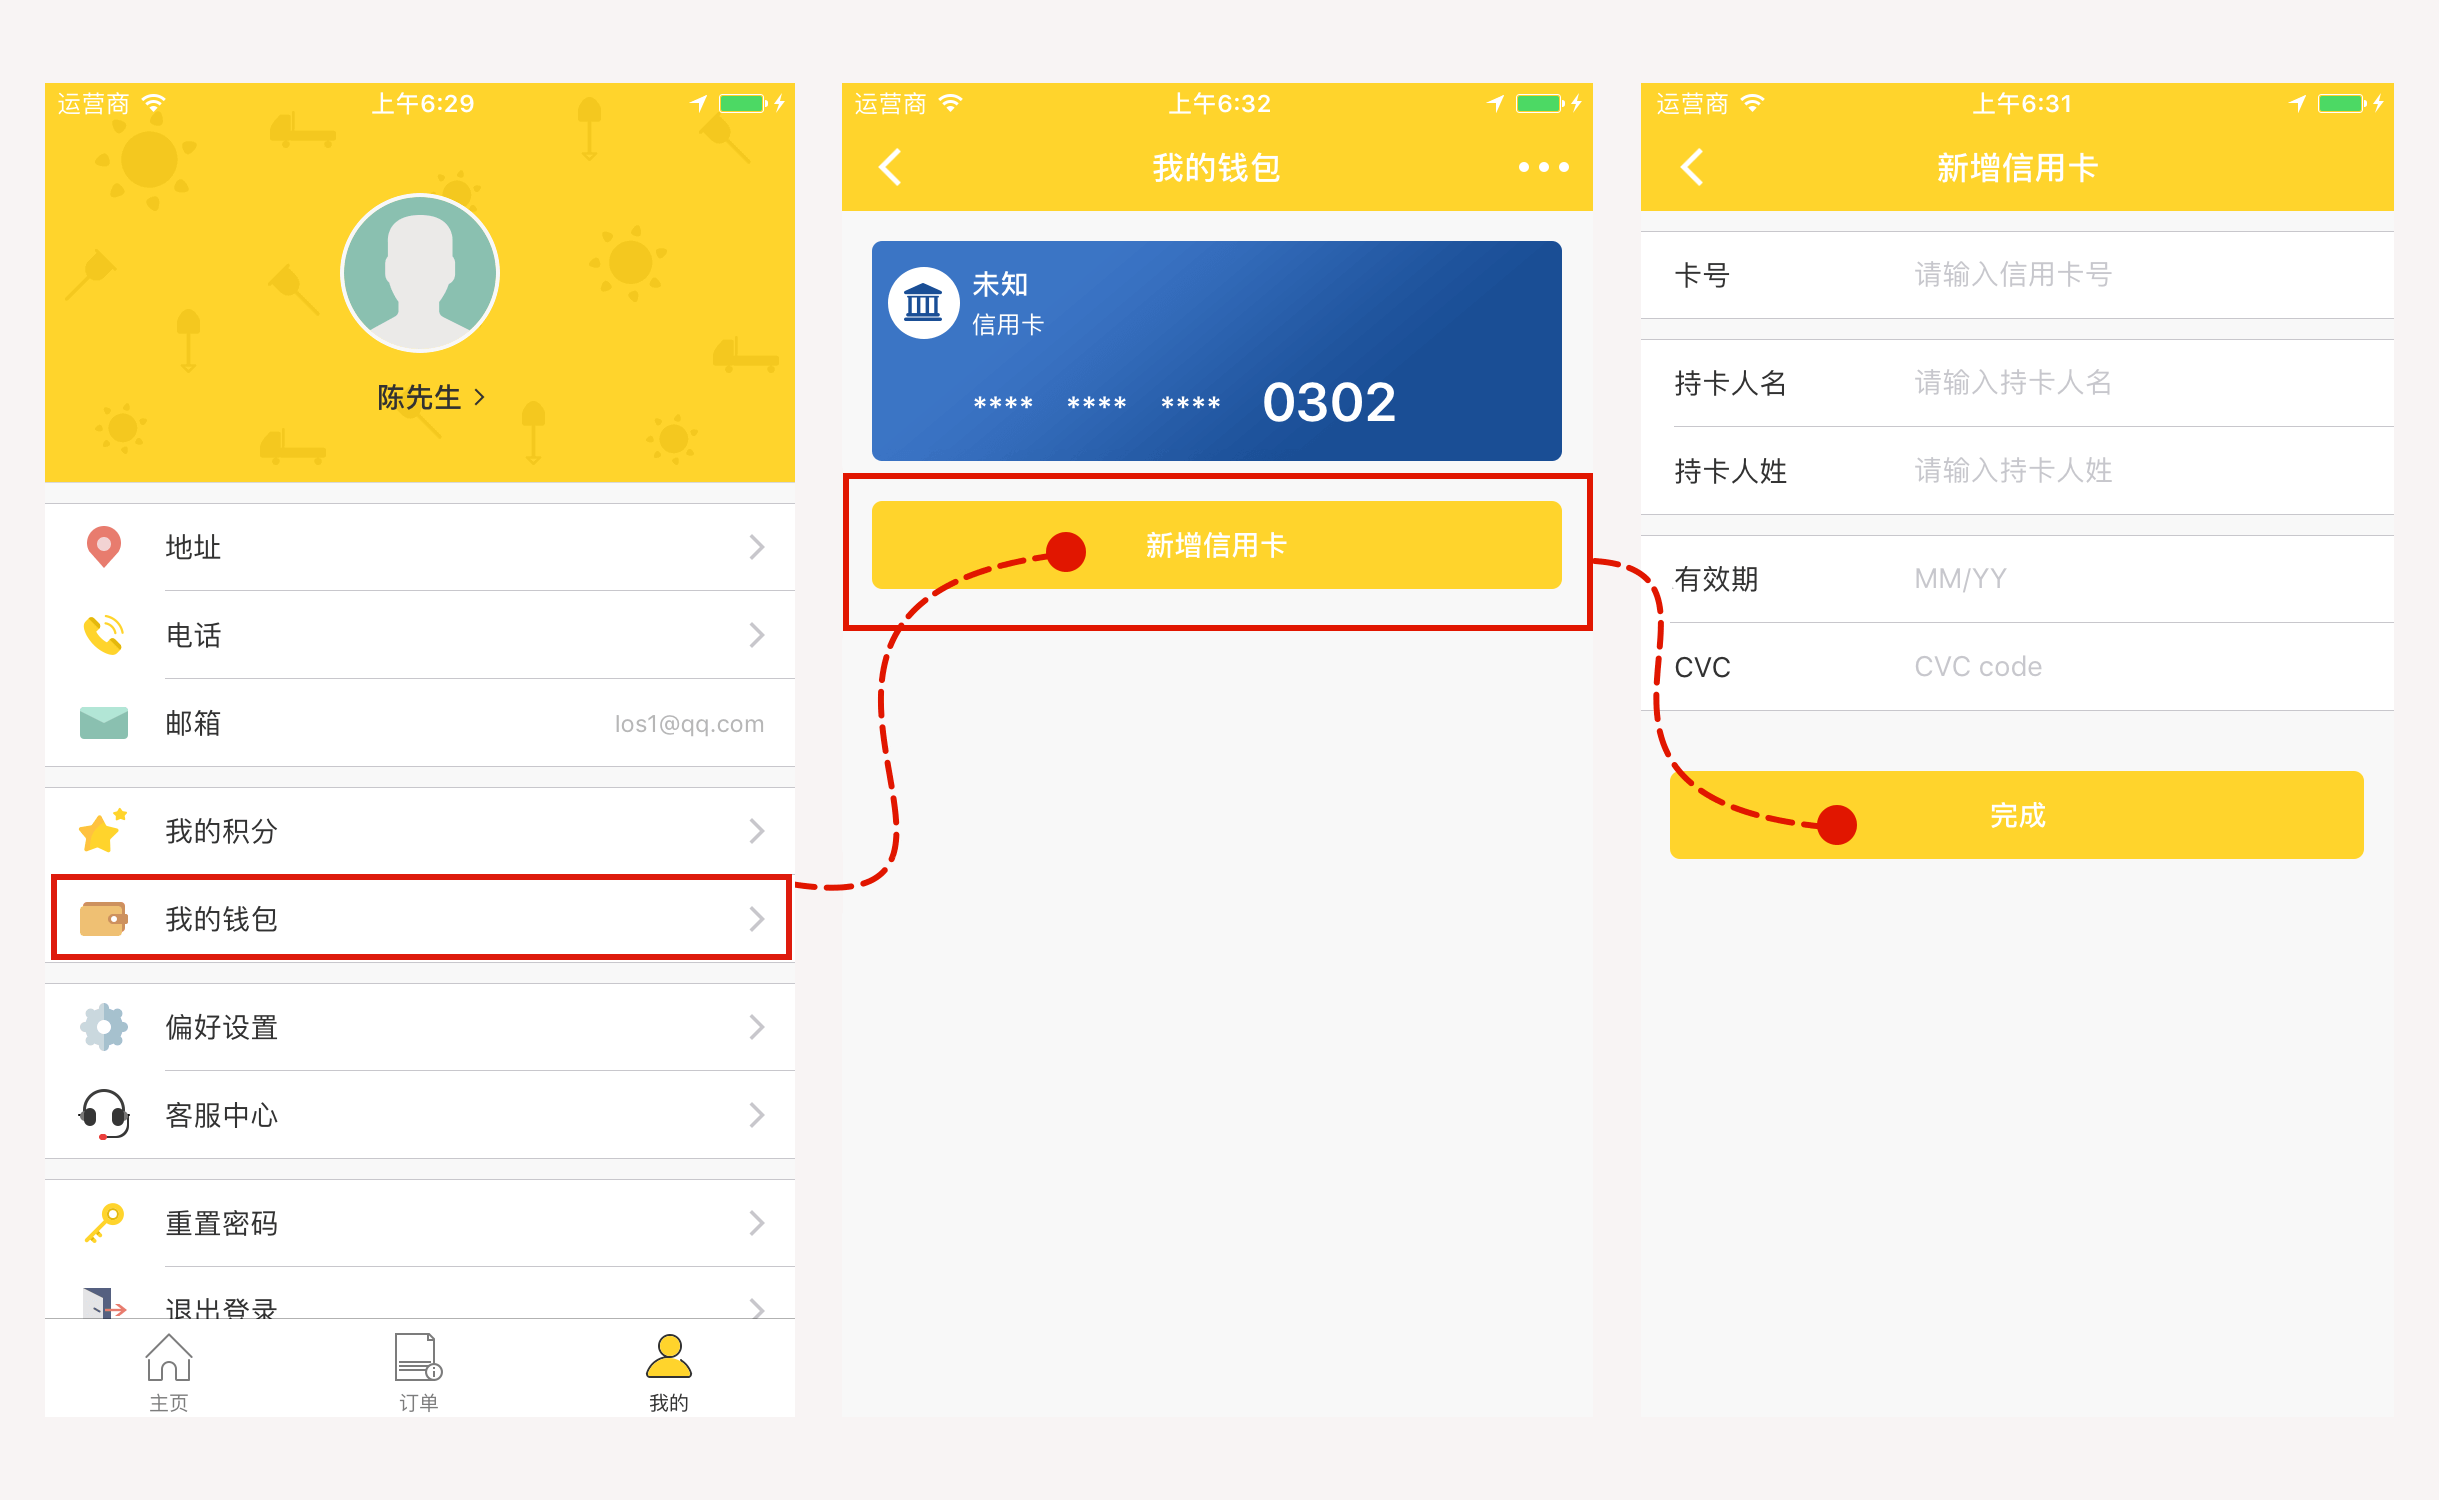 运营商 上午6:29
陈先生
地址
电话
邮箱 los1@qq.com
我的积分
我的钱包
偏好设置
客服中心
重置密码
退出登录
主页 订单 我的
运营商 上午6:32
我的钱包
未知
信用卡
**** **** **** 0302
新增信用卡
运营商 上午6:31
新增信用卡
卡号 请输入信用卡号
持卡人名 请输入持卡人名
持卡人姓 请输入持卡人姓
有效期 MM/YY
CVC CVC code
完成